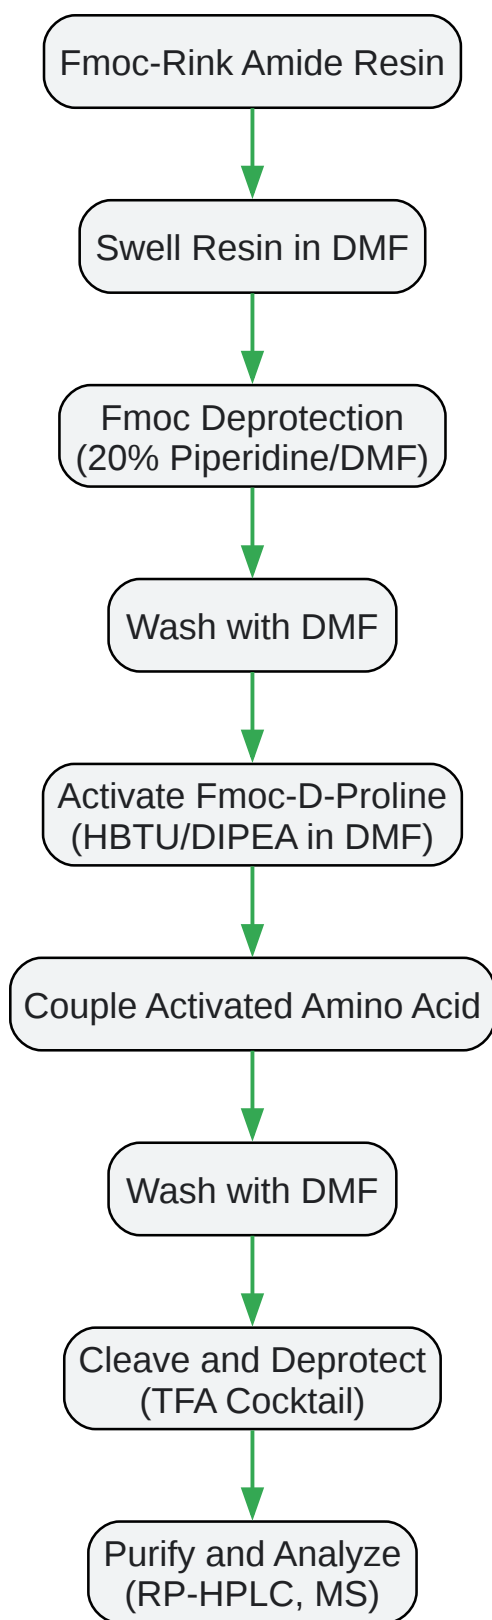 Fmoc-Rink Amide Resin
Swell Resin in DMF
Fmoc Deprotection
(20% Piperidine/DMF)
Wash with DMF
Activate Fmoc-D-Proline
(HBTU/DIPEA in DMF)
Couple Activated Amino Acid
Wash with DMF
Cleave and Deprotect
(TFA Cocktail)
Purify and Analyze
(RP-HPLC, MS)